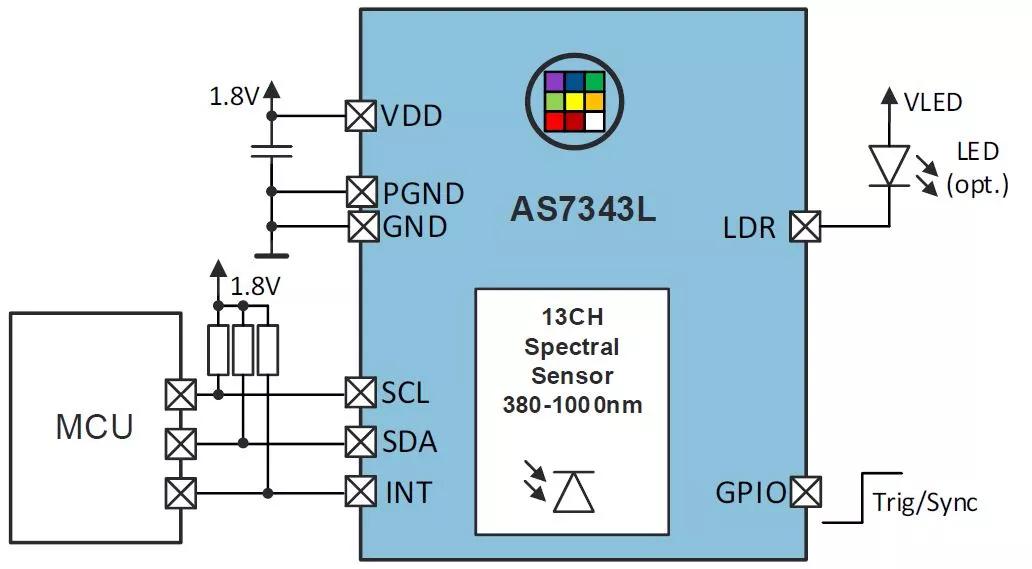 1.8V
VDD
PGND
GND
AS7343L
VLED
LED
(opt.)
LDR
1.8V
13CH
Spectral
Sensor
380-1000nm
MCU
SCL
SDA
INT
GPIO
Trig/Sync